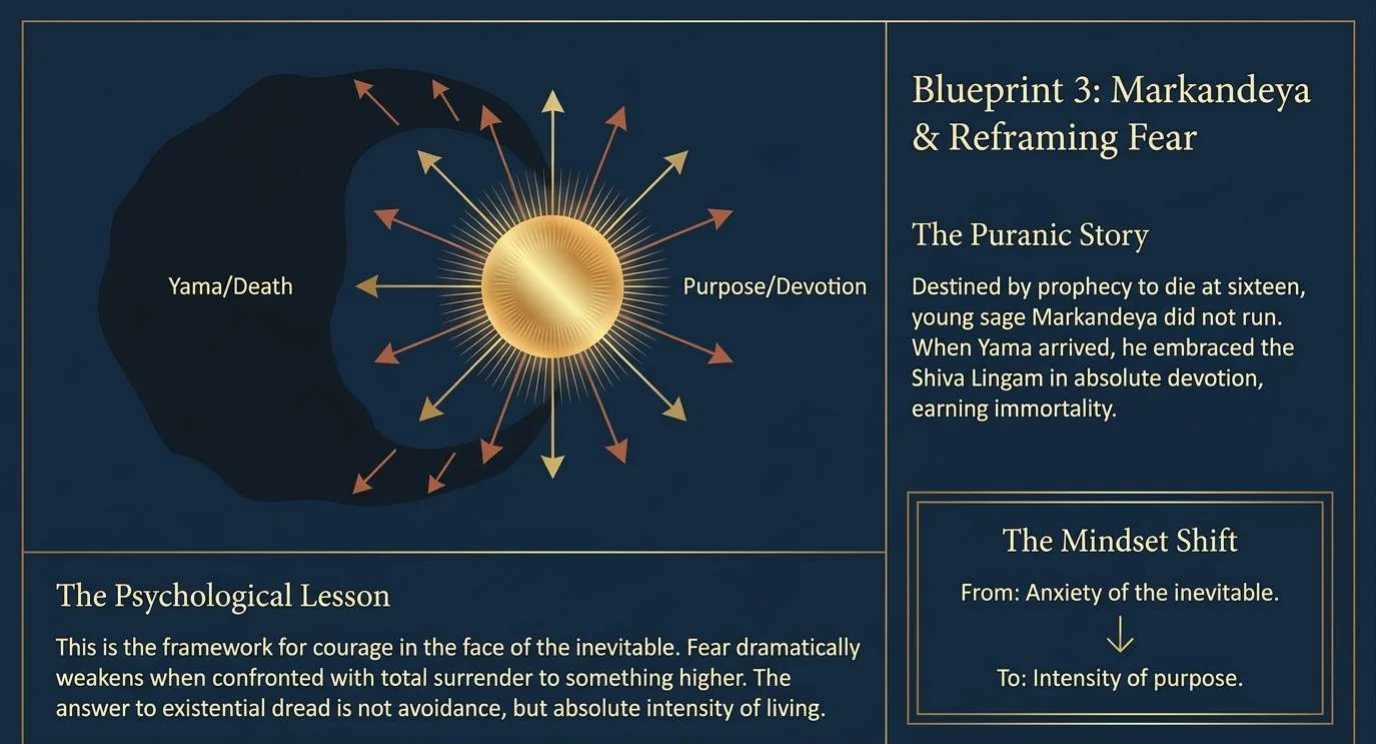 Yama/Death
Purpose/Devotion
Blueprint 3: Markandeya
& Reframing Fear
The Puranic Story
Destined by prophecy to die at sixteen,
young sage Markandeya did not run.
When Yama arrived, he embraced the
Shiva Lingam in absolute devotion,
earning immortality.
The Psychological Lesson
This is the framework for courage in the face of the inevitable. Fear dramatically
weakens when confronted with total surrender to something higher. The
answer to existential dread is not avoidance, but absolute intensity of living.
The Mindset Shift
From: Anxiety of the inevitable.
To: Intensity of purpose.